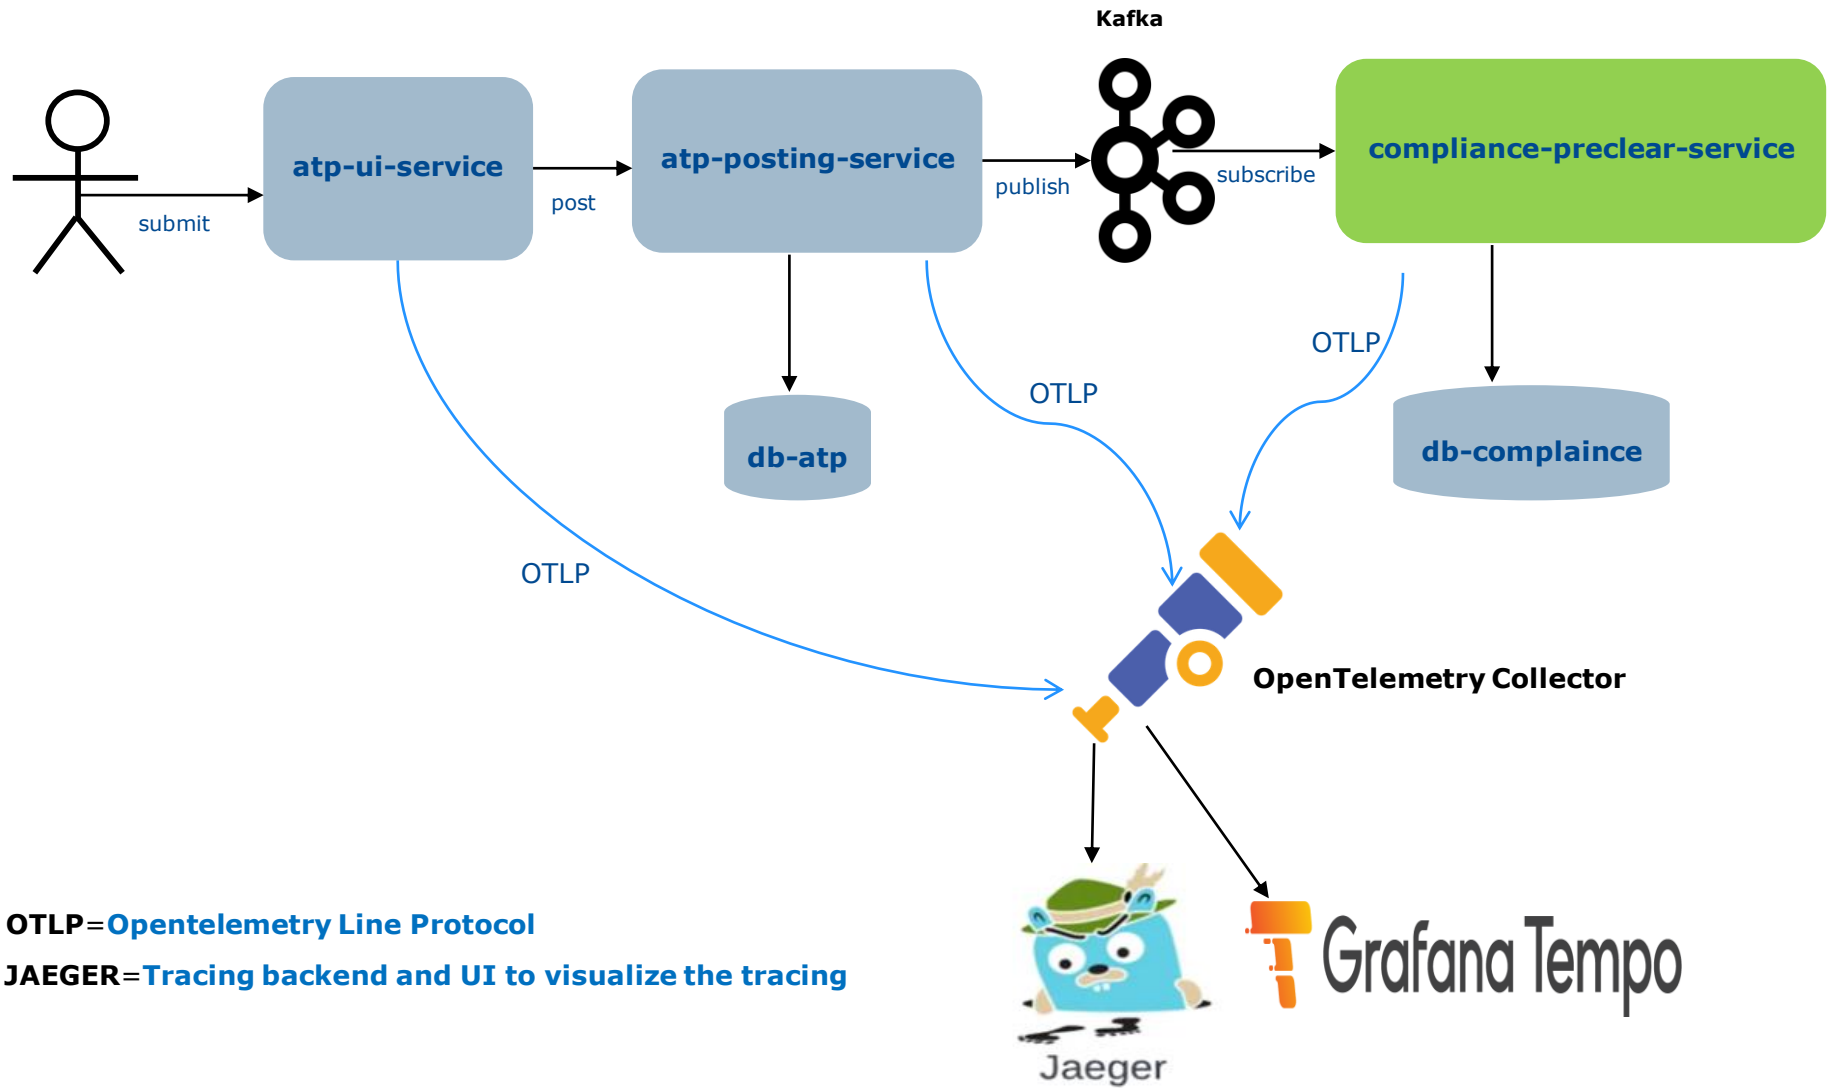 Kafka
atp-ui-service
atp-posting-service
compliance-preclear-service
submit
post
publish
subscribe
OTLP
OTLP
db-atp
db-complaince
OTLP
OpenTelemetry Collector
OTLP=Opentelemetry Line Protocol
JAEGER=Tracing backend and UI to visualize the tracing
Grafana Tempo
Jaeger